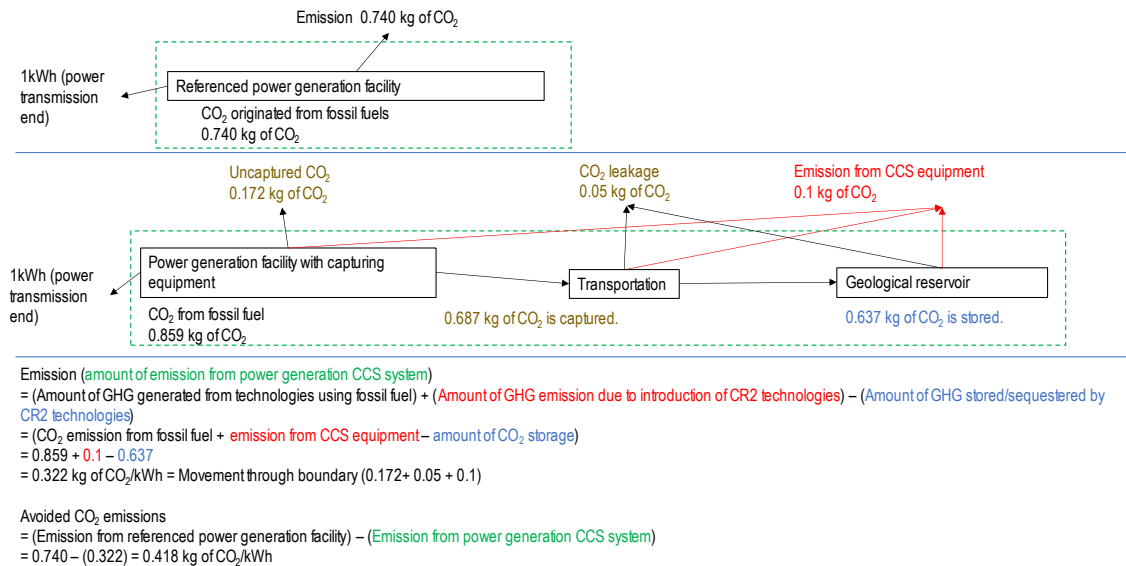 Emission 0.740 kg of CO₂
1kWh (power
transmission
end)
Referenced power generation facility
CO₂ originated from fossil fuels
0.740 kg of CO₂
Uncaptured CO₂
0.172 kg of CO₂
CO₂ leakage
0.05 kg of CO₂
Emission from CCS equipment
0.1 kg of CO₂
1kWh (power
transmission
end)
Power generation facility with capturing
equipment
Transportation
Geological reservoir
CO₂ from fossil fuel
0.859 kg of CO₂
0.687 kg of CO₂ is captured.
0.637 kg of CO₂ is stored.
Emission (amount of emission from power generation CCS system)
= (Amount of GHG generated from technologies using fossil fuel) + (Amount of GHG emission due to introduction of CR2 technologies) – (Amount of GHG stored/sequestered by
CR2 technologies)
= (CO₂ emission from fossil fuel + emission from CCS equipment – amount of CO₂ storage)
= 0.859 + 0.1 – 0.637
= 0.322 kg of CO₂/kWh = Movement through boundary (0.172+ 0.05 + 0.1)
Avoided CO₂ emissions
= (Emission from referenced power generation facility) – (Emission from power generation CCS system)
= 0.740 – (0.322) = 0.418 kg of CO₂/kWh